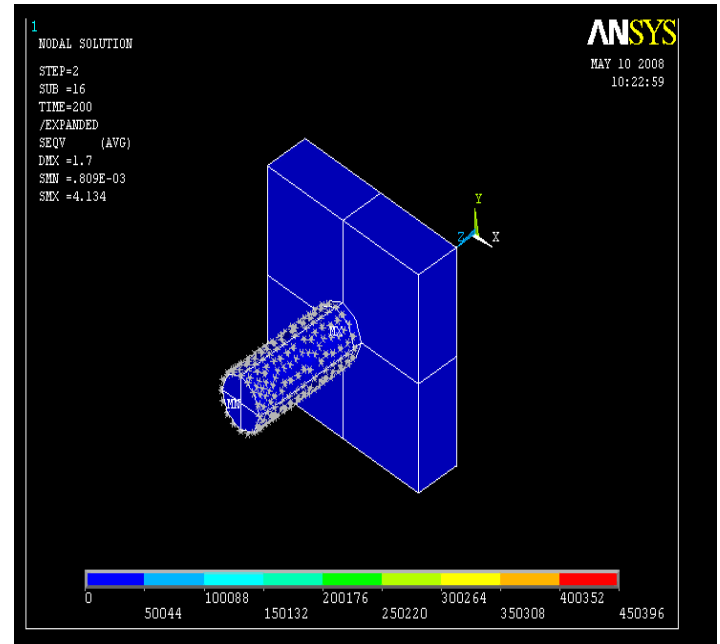 1
NODAL SOLUTION
STEP=2
SUB =16
TIME=200
/EXPANDED
SEQV (AVG)
DMX =1.7
SMN =.809E-03
SMX =4.134
ANSYS
MAY 10 2008
10:22:59
Y
Z X
MX
MN
0 100088 200176 300264 400352
50044 150132 250220 350308 450396